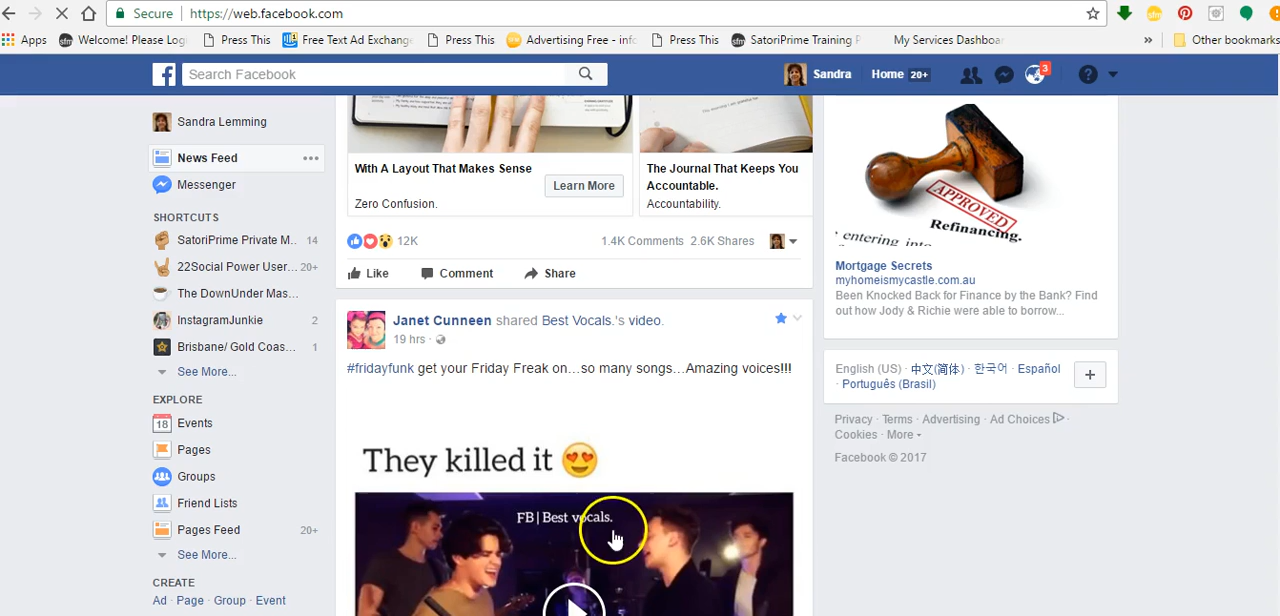 Secure https://web.facebook.com
Apps Welcome! Please Log Press This Free Text Ad Exchange Press This Advertising Free - info Press This SatoriPrime Training P My Services Dashboar » Other bookmarks
f Search Facebook Sandra Home 20+ 3 ?
Sandra Lemming
News Feed
Messenger
SHORTCUTS
SatoriPrime Private M... 14
22Social Power User... 20+
The DownUnder Mas...
InstagramJunkie 2
Brisbane/ Gold Coas... 1
See More...
EXPLORE
18 Events
Pages
Groups
Friend Lists
Pages Feed 20+
See More...
CREATE
Ad · Page · Group · Event
With A Layout That Makes Sense
Learn More
Zero Confusion.
The Journal That Keeps You
Accountable.
Accountability.
12K 1.4K Comments 2.6K Shares
Like Comment Share
Janet Cunneen shared Best Vocals.'s video.
19 hrs ·
#fridayfunk get your Friday Freak on...so many songs...Amazing voices!!!
They killed it 😍
FB | Best vocals.
APPROVED
Refinancing.
entering into
Mortgage Secrets
myhomeismycastle.com.au
Been Knocked Back for Finance by the Bank? Find
out how Jody & Richie were able to borrow...
English (US) · 中文(简体) · 한국어 · Español
· Português (Brasil)
+
Privacy · Terms · Advertising · Ad Choices ·
Cookies · More
Facebook © 2017